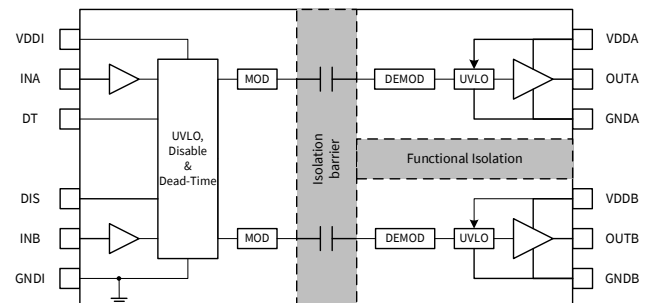 VDDI
INA
DT
DIS
INB
GNDI
UVLO,
Disable
&
Dead-Time
MOD
MOD
Isolation
barrier
DEMOD
UVLO
Functional Isolation
DEMOD
UVLO
VDDA
OUTA
GNDA
VDDB
OUTB
GNDB